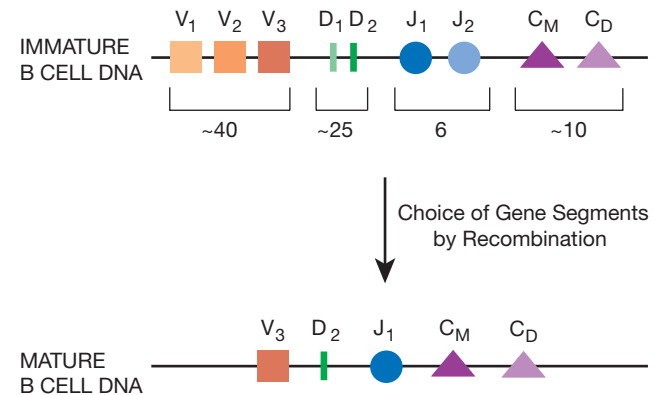 V1 V2 V3 D1 D2 J1 J2 CM CD
IMMATURE
B CELL DNA
~40 ~25 6 ~10
Choice of Gene Segments
by Recombination
V3 D2 J1 CM CD
MATURE
B CELL DNA